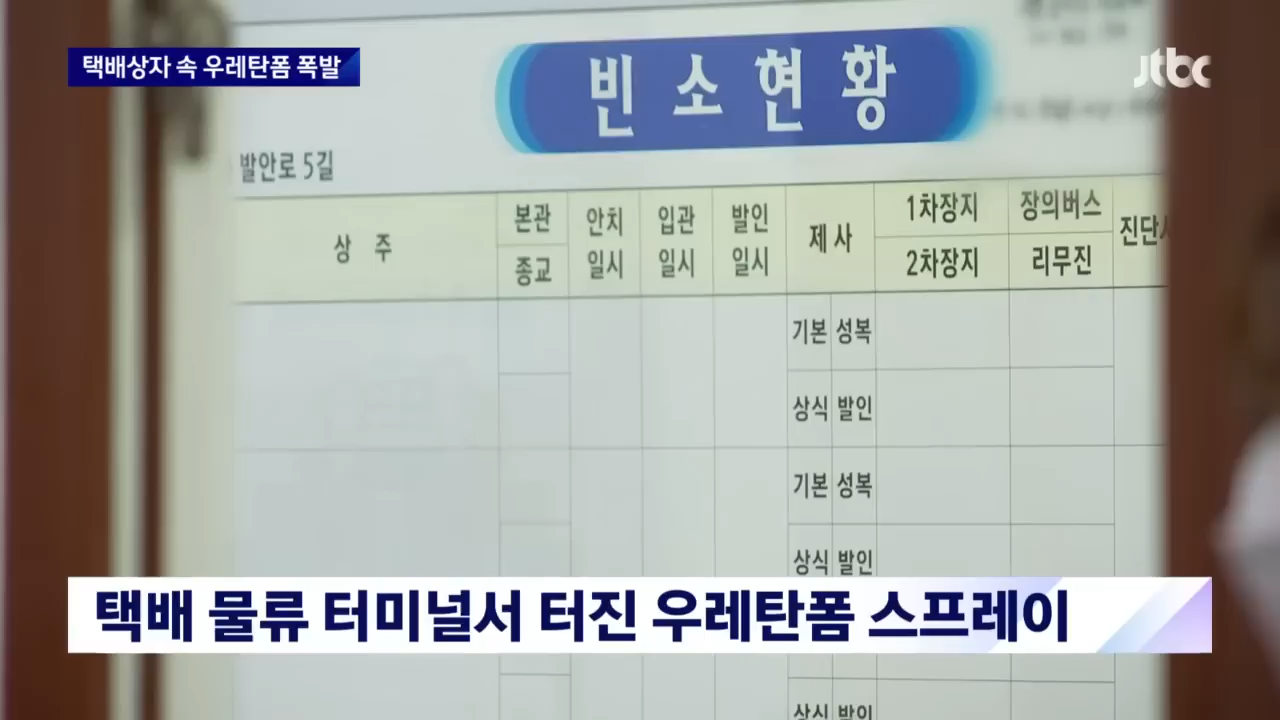 택배상자 속 우레탄폼 폭발
jtbc
빈소현황
발안로 5길
상 주
본관
종교
안치
일시
입관
일시
발인
일시
제사
1차장지
2차장지
장의버스
리무진
기본 성복
상식 발인
기본 성복
상식 발인
택배 물류 터미널서 터진 우레탄폼 스프레이
상식 발인